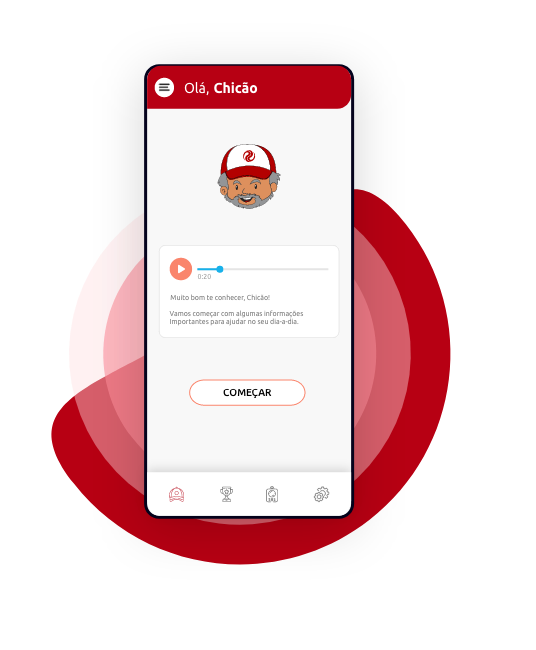 Olá, Chicão
0:20
Muito bom te conhecer, Chicão!
Vamos começar com algumas informações
Importantes para ajudar no seu dia-a-dia.
COMEÇAR